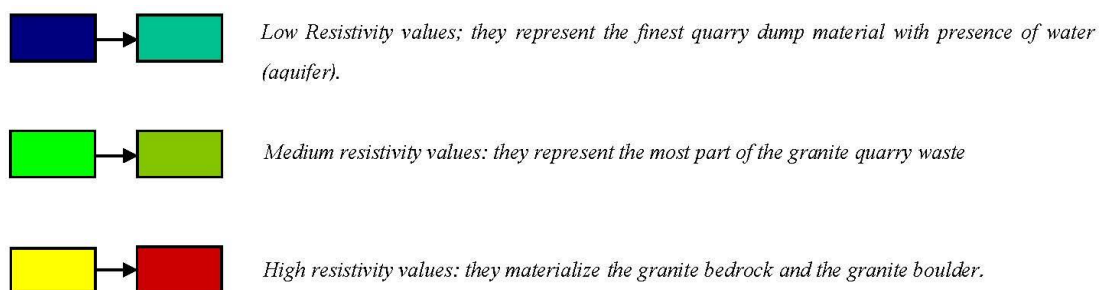 Low Resistivity values; they represent the finest quarry dump material with presence of water
(aquifer).
Medium resistivity values: they represent the most part of the granite quarry waste
High resistivity values: they materialize the granite bedrock and the granite boulder.